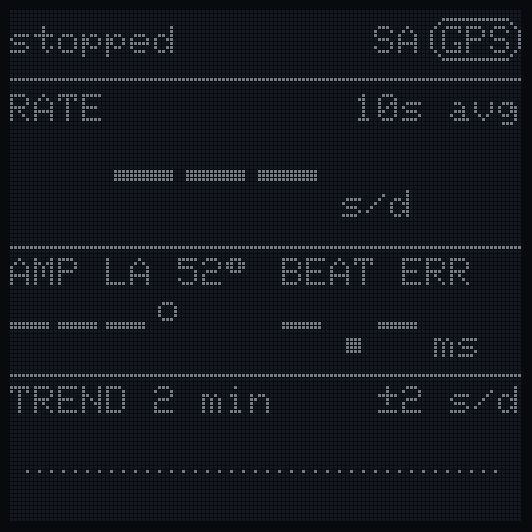 stopped SA GPS
RATE 10s avg
--- s/d
AMP LA 52° BEAT ERR
---° -.- ms
TREND 2 min ±2 s/d